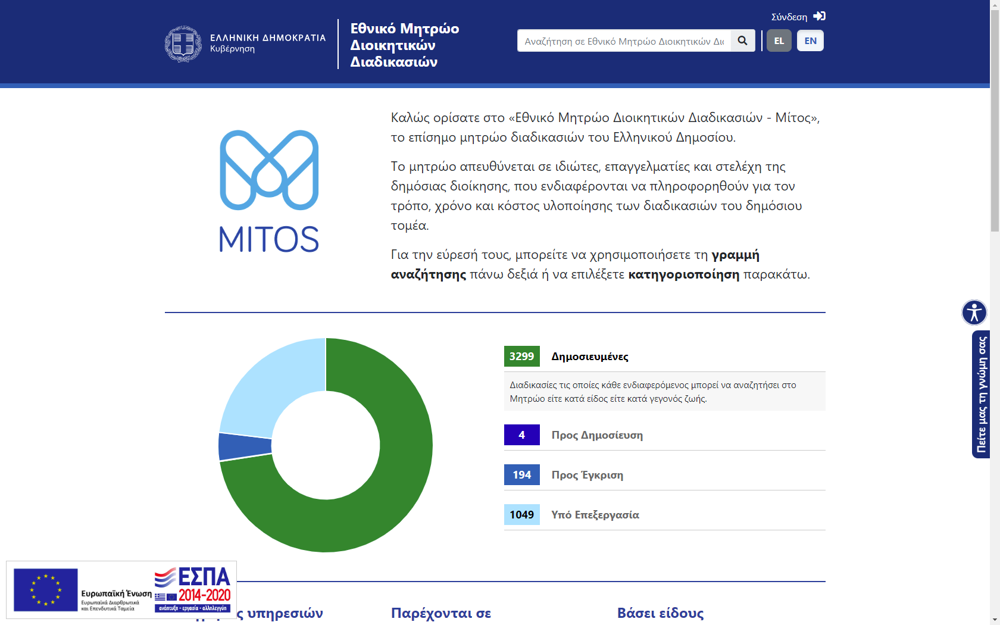 Σύνδεση
ΕΛΛΗΝΙΚΗ ΔΗΜΟΚΡΑΤΙΑ
Κυβέρνηση
Εθνικό Μητρώο
Διοικητικών
Διαδικασιών
Αναζήτηση σε Εθνικό Μητρώο Διοικητικών
EL
EN
Καλώς ορίσατε στο «Εθνικό Μητρώο Διοικητικών Διαδικασιών - Μίτος»,
το επίσημο μητρώο διαδικασιών του Ελληνικού Δημοσίου.
Το μητρώο απευθύνεται σε ιδιώτες, επαγγελματίες και στελέχη της
δημόσιας διοίκησης, που ενδιαφέρονται να πληροφορηθούν για τον
τρόπο, χρόνο και κόστος υλοποίησης των διαδικασιών του δημόσιου
τομέα.
Για την εύρεσή τους, μπορείτε να χρησιμοποιήσετε τη γραμμή
αναζήτησης πάνω δεξιά ή να επιλέξετε κατηγοριοποίηση παρακάτω.
MITOS
3299 Δημοσιευμένες
Διαδικασίες τις οποίες κάθε ενδιαφερόμενος μπορεί να αναζητήσει στο
Μητρώο είτε κατά είδος είτε κατά γεγονός ζωής.
4 Προς Δημοσίευση
194 Προς Έγκριση
1049 Υπό Επεξεργασία
Πείτε μας τη γνώμη σας
Ευρωπαϊκή Ένωση
Ευρωπαϊκά Διαρθρωτικά
και Επενδυτικά Ταμεία
ΕΣΠΑ
2014-2020
ανάπτυξη - εργασία - αλληλεγγύη
υπηρεσιών
Παρέχονται σε
Βάσει είδους